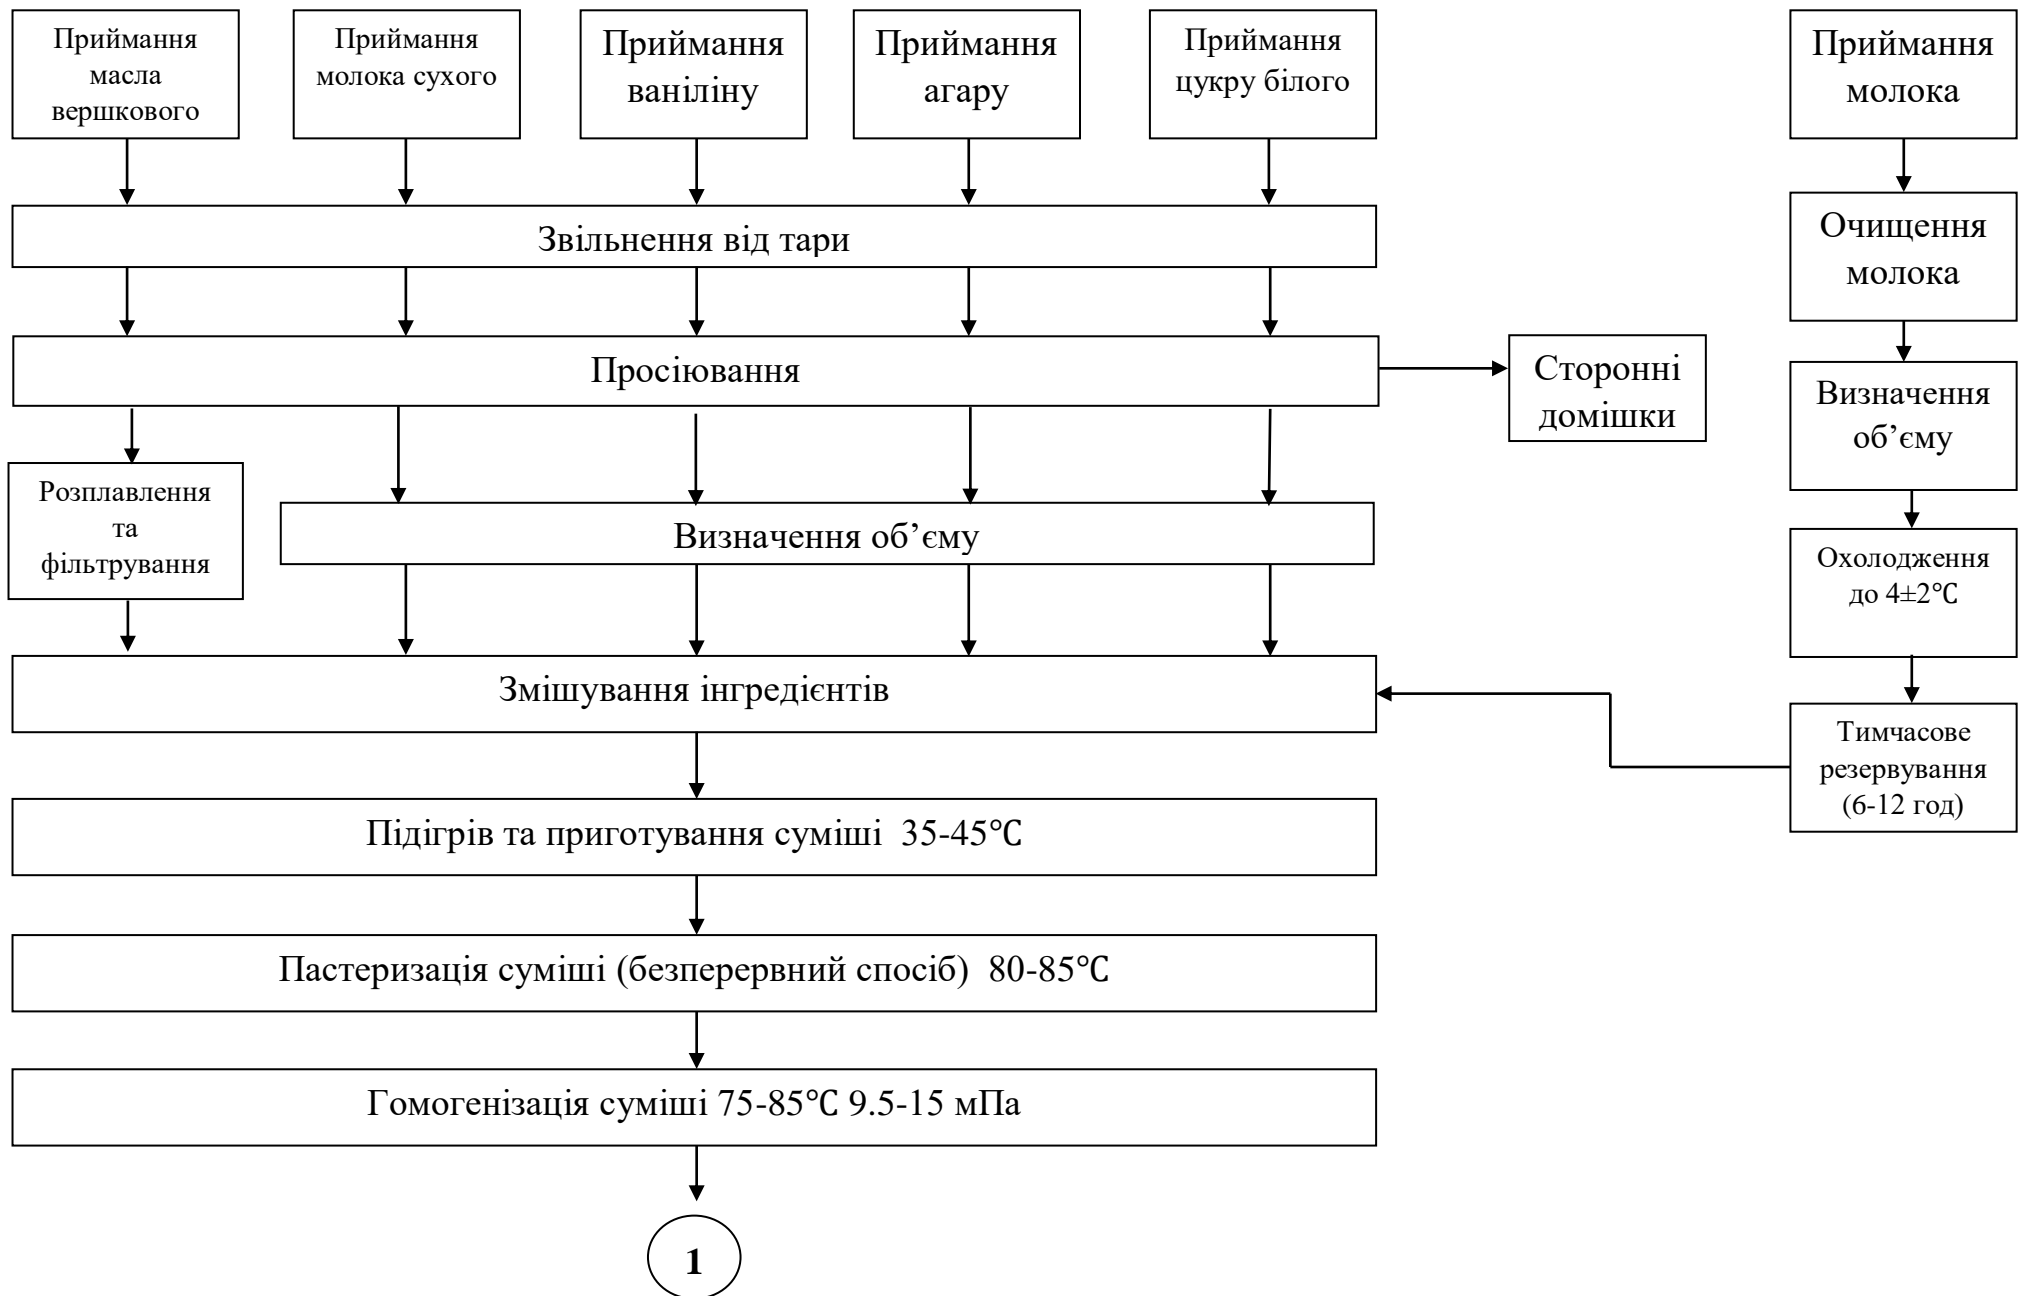 Приймання
масла
вершкового
Приймання
молока сухого
Приймання
ваніліну
Приймання
агару
Приймання
цукру білого
Приймання
молока
Звільнення від тари
Очищення
молока
Просіювання
Сторонні
домішки
Визначення
об’єму
Розплавлення
та
фільтрування
Визначення об’єму
Охолодження
до 4±2℃
Змішування інгредієнтів
Тимчасове
резервування
(6-12 год)
Підігрів та приготування суміші  35-45℃
Пастеризація суміші (безперервний спосіб)  80-85℃
Гомогенізація суміші 75-85℃ 9.5-15 мПа
1